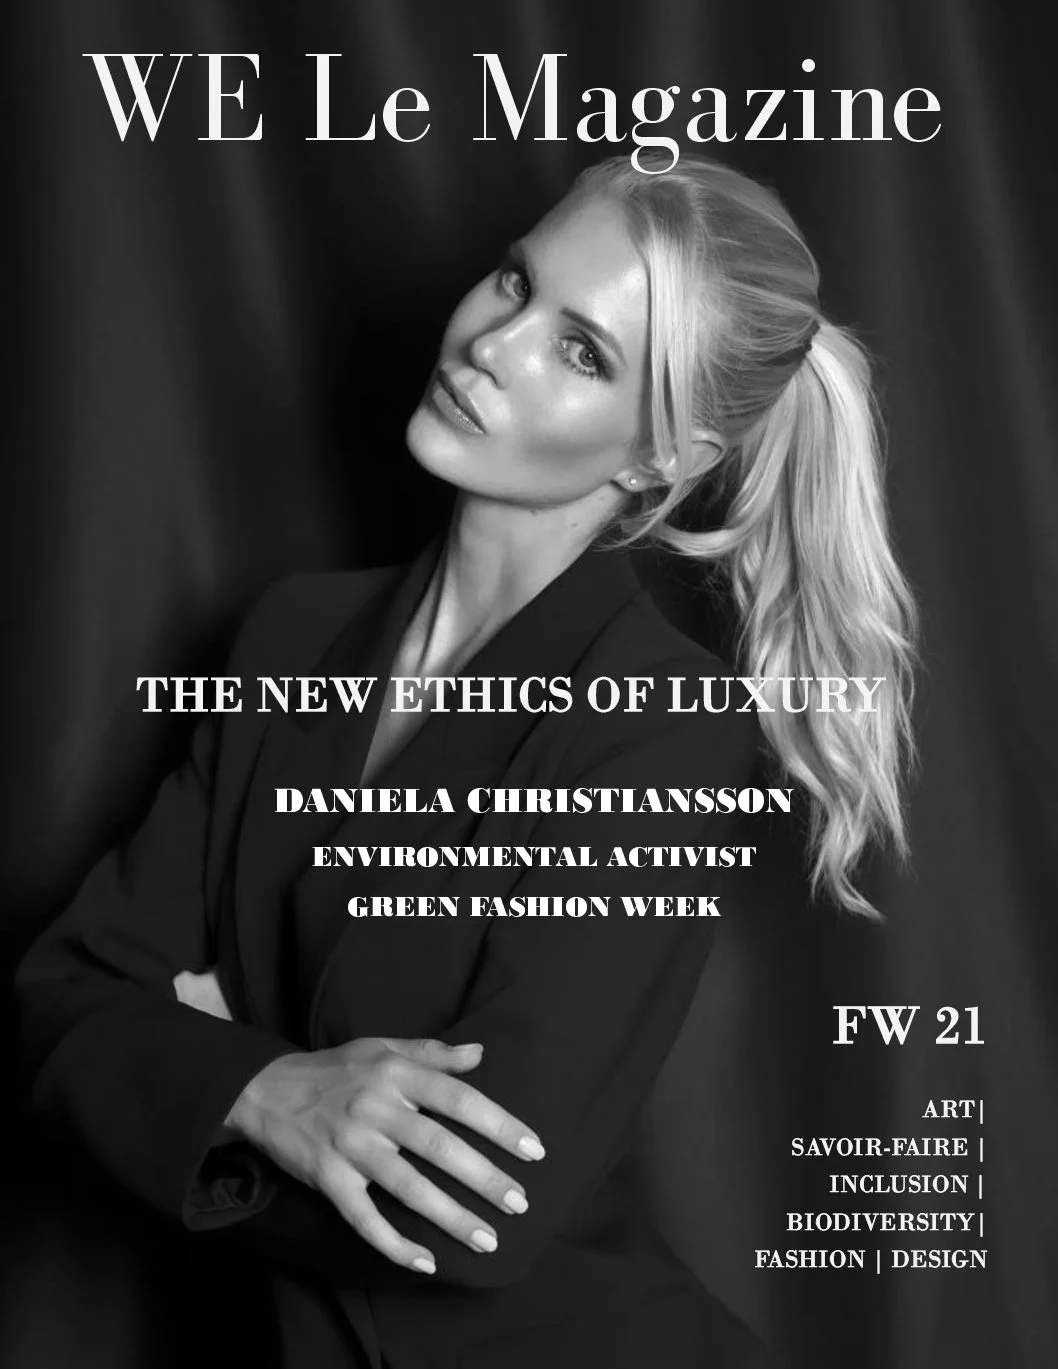 WE Le Magazine
THE NEW ETHICS OF LUXURY
DANIELA CHRISTIANSSON
ENVIRONMENTAL ACTIVIST
GREEN FASHION WEEK
FW 21
ART|
SAVOIR-FAIRE |
INCLUSION |
BIODIVERSITY|
FASHION | DESIGN